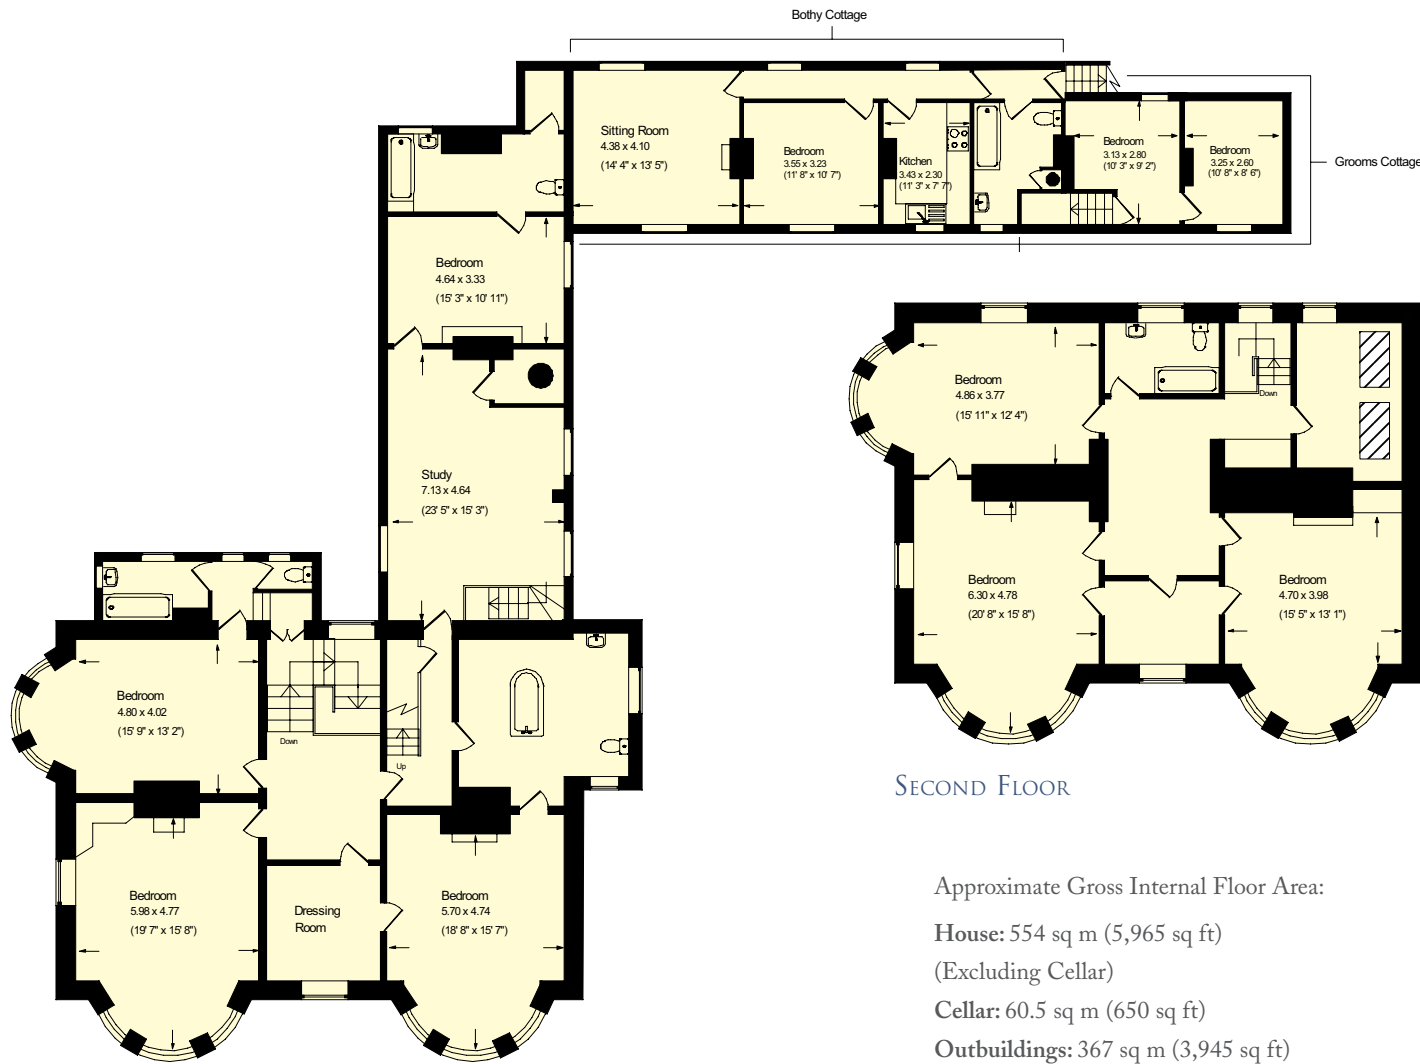 Bothy Cottage
Sitting Room
4.38 x 4.10
(14' 4" x 13' 5")
Bedroom
3.55 x 3.23
(11' 8" x 10' 7")
Kitchen
3.43 x 2.30
(11' 3" x 7' 7")
Bedroom
3.13 x 2.80
(10' 3" x 9' 2")
Bedroom
3.25 x 2.60
(10' 8" x 8' 6")
Grooms Cottage
Bedroom
4.64 x 3.33
(15' 3" x 10' 11")
Study
7.13 x 4.64
(23' 5" x 15' 3")
Bedroom
4.80 x 4.02
(15' 9" x 13' 2")
Down
Up
Bedroom
5.98 x 4.77
(19' 7" x 15' 8")
Dressing
Room
Bedroom
5.70 x 4.74
(18' 8" x 15' 7")
Bedroom
4.86 x 3.77
(15' 11" x 12' 4")
Down
Bedroom
6.30 x 4.78
(20' 8" x 15' 8")
Bedroom
4.70 x 3.98
(15' 5" x 13' 1")
SECOND FLOOR
Approximate Gross Internal Floor Area:
House: 554 sq m (5,965 sq ft)
(Excluding Cellar)
Cellar: 60.5 sq m (650 sq ft)
Outbuildings: 367 sq m (3,945 sq ft)